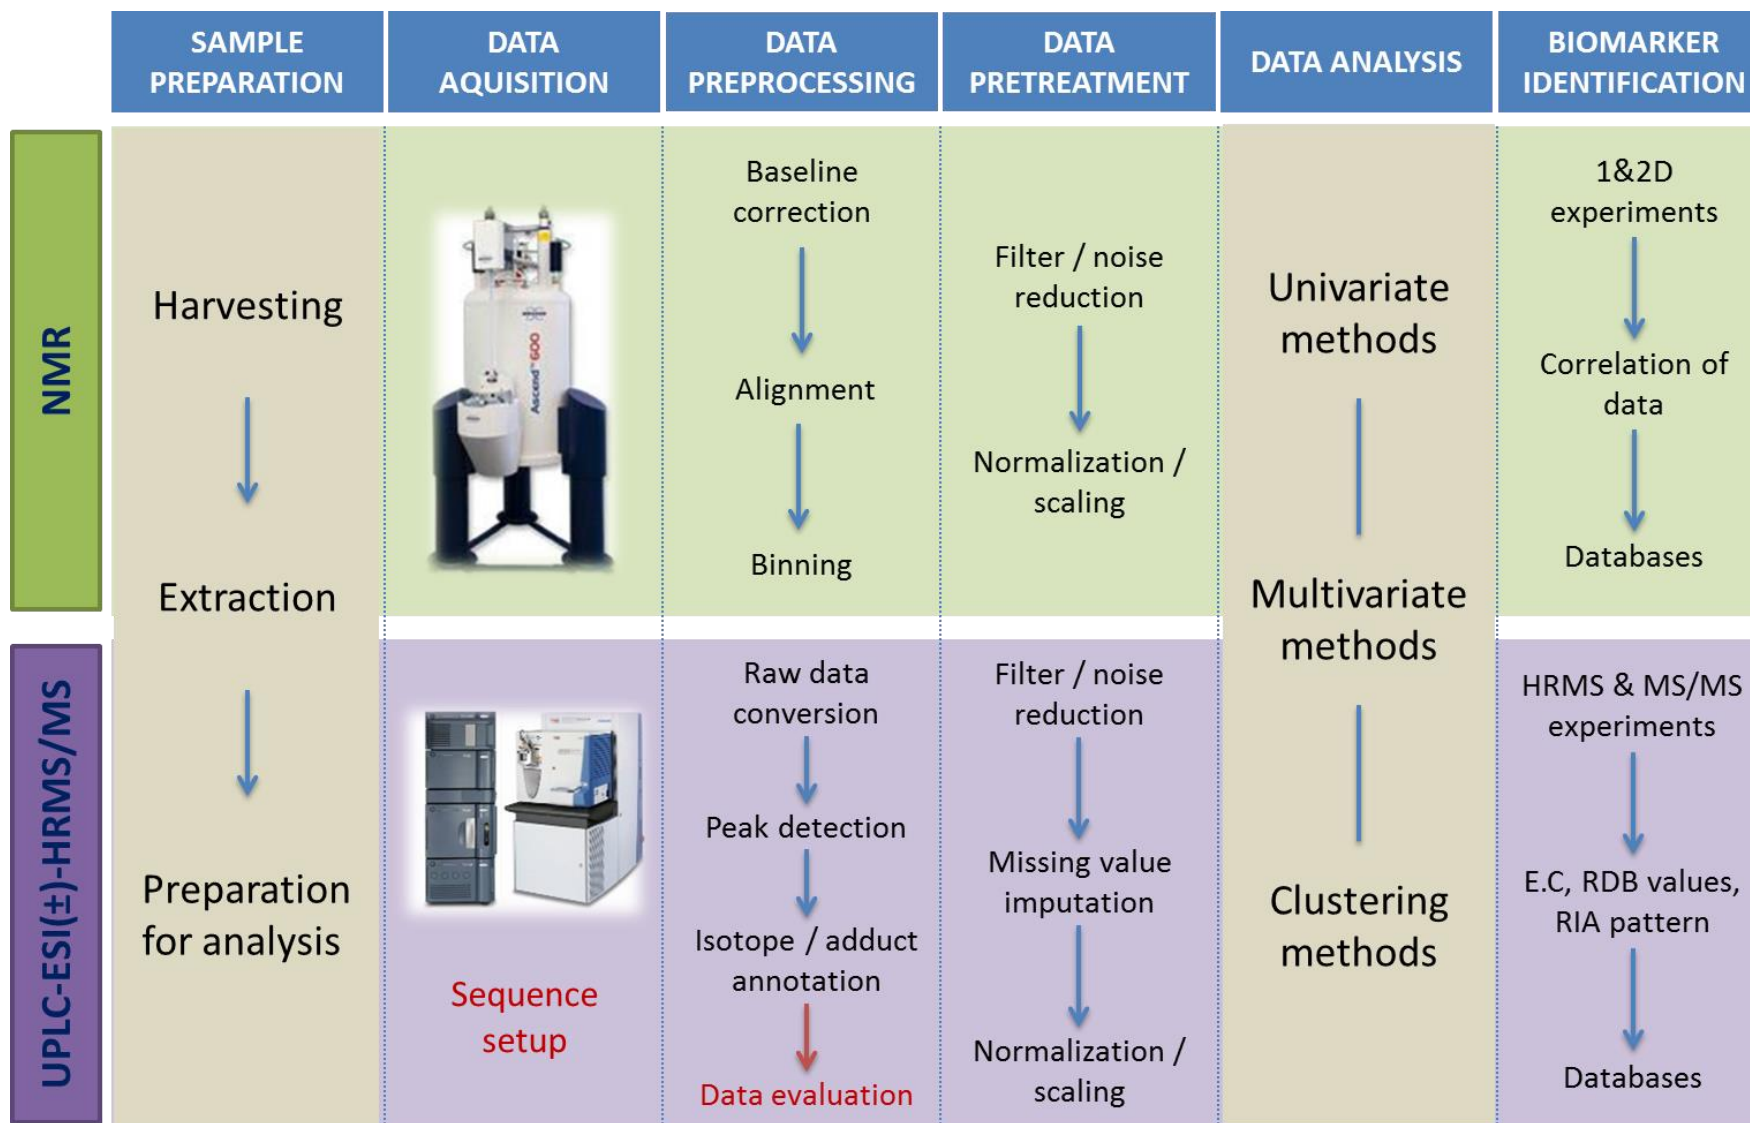 SAMPLE
PREPARATION
DATA
AQUISITION
DATA
PREPROCESSING
DATA
PRETREATMENT
DATA ANALYSIS
BIOMARKER
IDENTIFICATION
NMR
Harvesting
Extraction
Preparation
for analysis
Ascend™600
Baseline
correction
Alignment
Binning
Filter / noise
reduction
Normalization /
scaling
Univariate
methods
Multivariate
methods
Clustering
methods
1&2D
experiments
Correlation of
data
Databases
UPLC-ESI(±)-HRMS/MS
Sequence
setup
Raw data
conversion
Peak detection
Isotope / adduct
annotation
Data evaluation
Filter / noise
reduction
Missing value
imputation
Normalization /
scaling
HRMS & MS/MS
experiments
E.C, RDB values,
RIA pattern
Databases